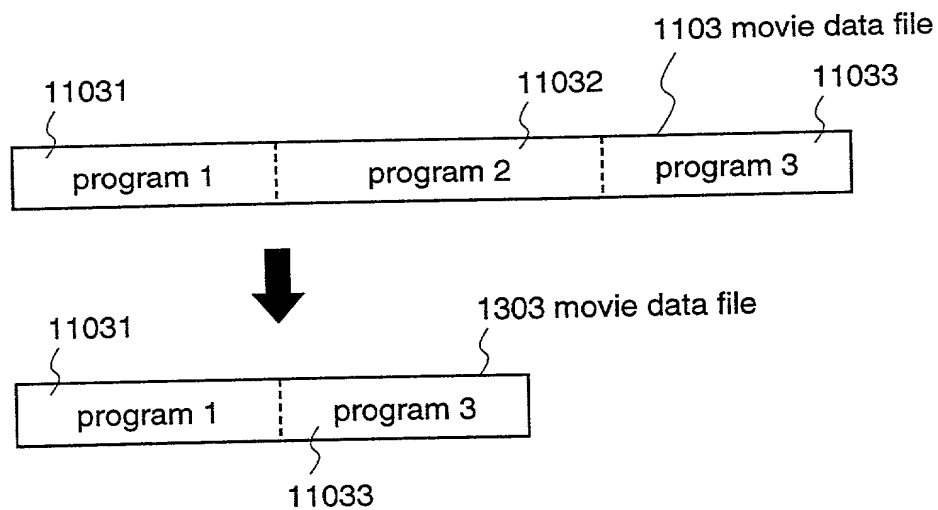 1103 movie data file
11031
11032
11033
program 1
program 2
program 3
11031
1303 movie data file
program 1
program 3
11033